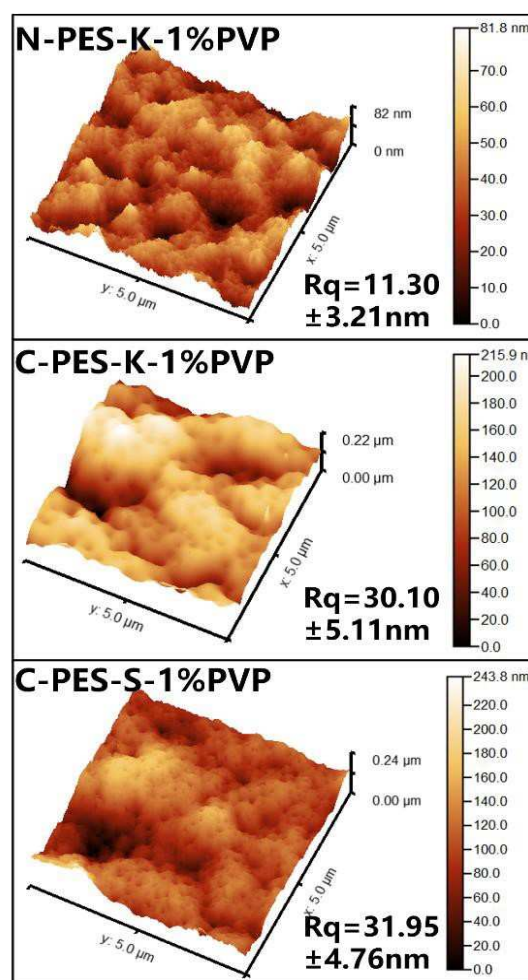 N-PES-K-1%PVP
81.8 nm
70.0
60.0
50.0
40.0
30.0
20.0
10.0
0.0
82 nm
0 nm
x: 5.0 µm
y: 5.0 µm
Rq=11.30
±3.21nm
C-PES-K-1%PVP
215.9 n
200.0
180.0
160.0
140.0
120.0
100.0
80.0
60.0
40.0
20.0
0.0
0.22 µm
0.00 µm
x: 5.0 µm
y: 5.0 µm
Rq=30.10
±5.11nm
C-PES-S-1%PVP
243.8 nm
220.0
200.0
180.0
160.0
140.0
120.0
100.0
80.0
60.0
40.0
20.0
0.0
0.24 µm
0.00 µm
x: 5.0 µm
y: 5.0 µm
Rq=31.95
±4.76nm